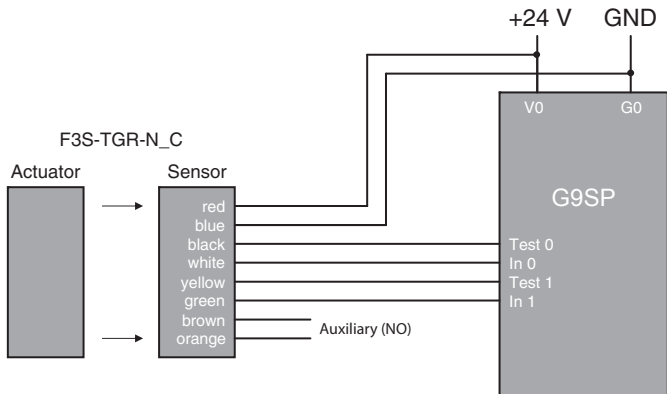 +24 V GND
V0 G0
F3S-TGR-N_C
Actuator Sensor
G9SP
red
blue
black Test 0
white In 0
yellow Test 1
green In 1
brown
Auxiliary (NO)
orange